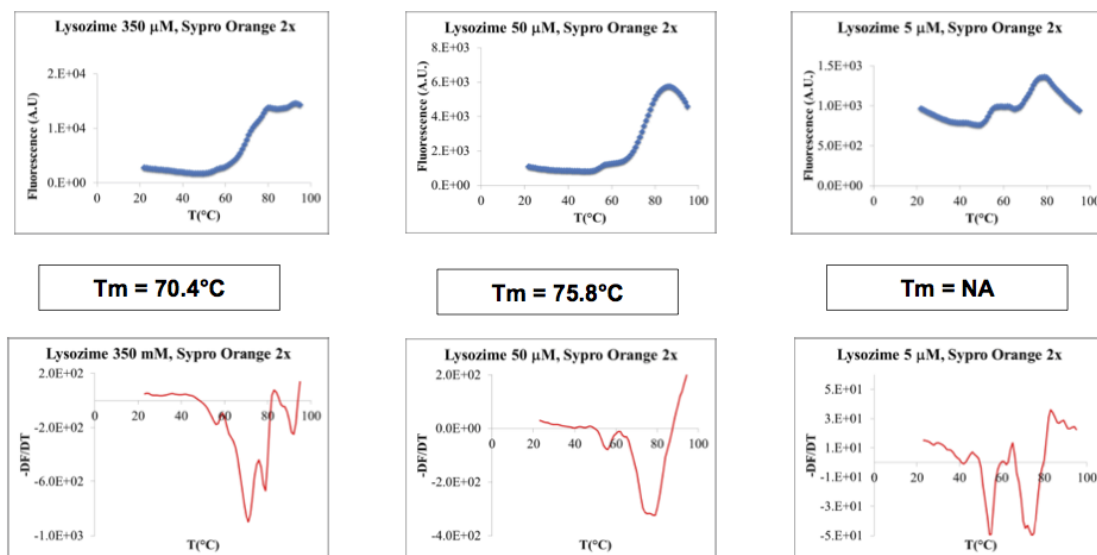 Lysozime 350 µM, Sypro Orange 2x
Fluorescence (A.U)
2.E+04
1.E+04
0.E+00
0 20 40 60 80 100
T(°C)
Lysozime 50 µM, Sypro Orange 2x
Fluorescence (A.U.)
8.E+03
6.E+03
4.E+03
2.E+03
0.E+00
0 20 40 60 80 100
T(°C)
Lysozime 5 µM, Sypro Orange 2x
Fluorescence (A.U.)
1.5E+03
1.0E+03
5.0E+02
0.0E+00
0 20 40 60 80 100
T(°C)
Tm = 70.4°C
Tm = 75.8°C
Tm = NA
Lysozime 350 mM, Sypro Orange 2x
-DF/DT
2.0E+02
-2.0E+02
-6.0E+02
-1.0E+03
0 20 40 60 80 100
T(°C)
Lysozime 50 µM, Sypro Orange 2x
-DF/DT
2.0E+02
0.0E+00
-2.0E+02
-4.0E+02
0 20 40 60 80 100
T(°C)
Lysozime 5 µM, Sypro Orange 2x
-DF/DT
5.E+01
3.E+01
1.E+01
-1.E+01
-3.E+01
-5.E+01
0 20 40 60 80 100
T(°C)